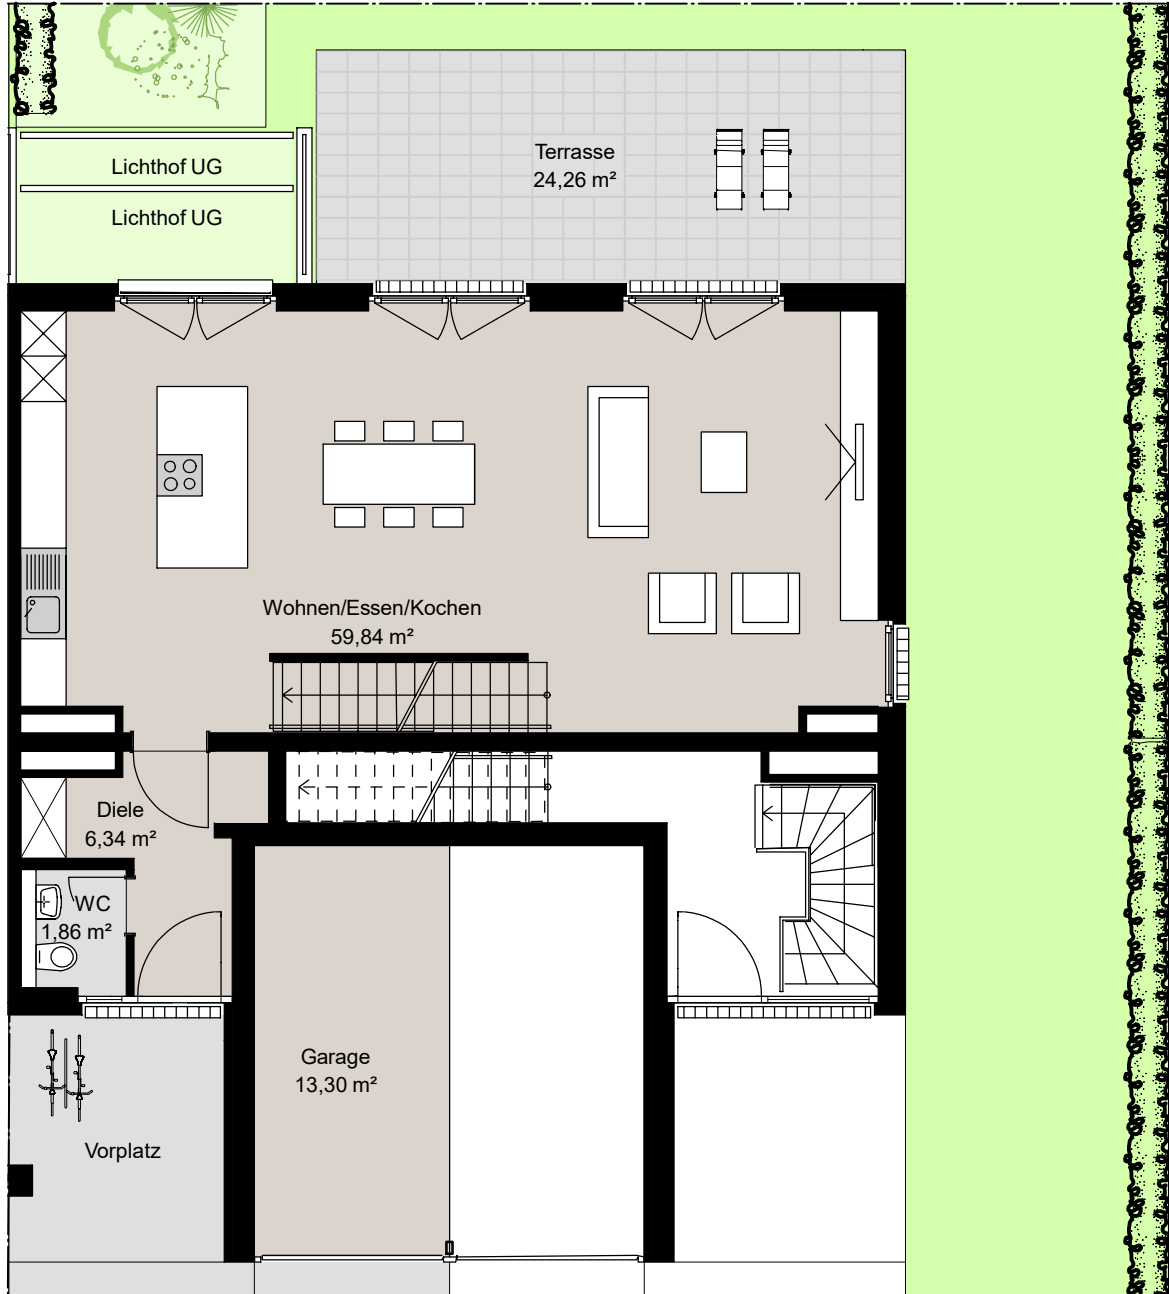 Lichthof UG
Lichthof UG
Terrasse
24,26 m²
Wohnen/Essen/Kochen
59,84 m²
Diele
6,34 m²
WC
1,86 m²
Garage
13,30 m²
Vorplatz